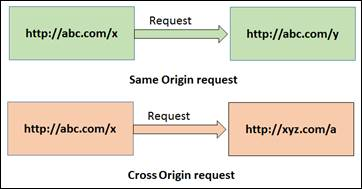 Request
http://abc.com/x
http://abc.com/y
Same Origin request
Request
http://abc.com/x
http://xyz.com/a
Cross Origin request